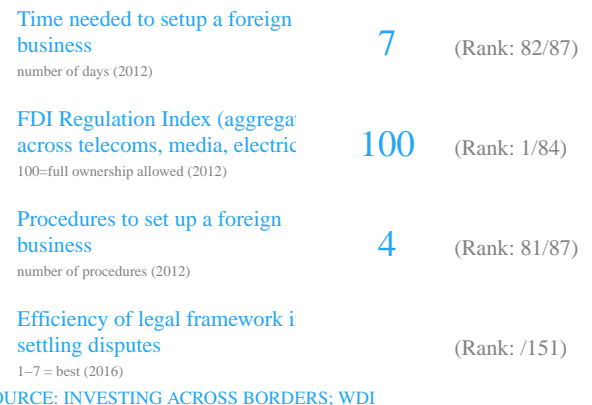 Time needed to setup a foreign
business
7
(Rank: 82/87)
number of days (2012)
FDI Regulation Index (aggregat
across telecoms, media, electric
100
(Rank: 1/84)
100=full ownership allowed (2012)
Procedures to set up a foreign
business
4
(Rank: 81/87)
number of procedures (2012)
Efficiency of legal framework i
settling disputes
(Rank: /151)
1–7 = best (2016)
OURCE: INVESTING ACROSS BORDERS; WDI